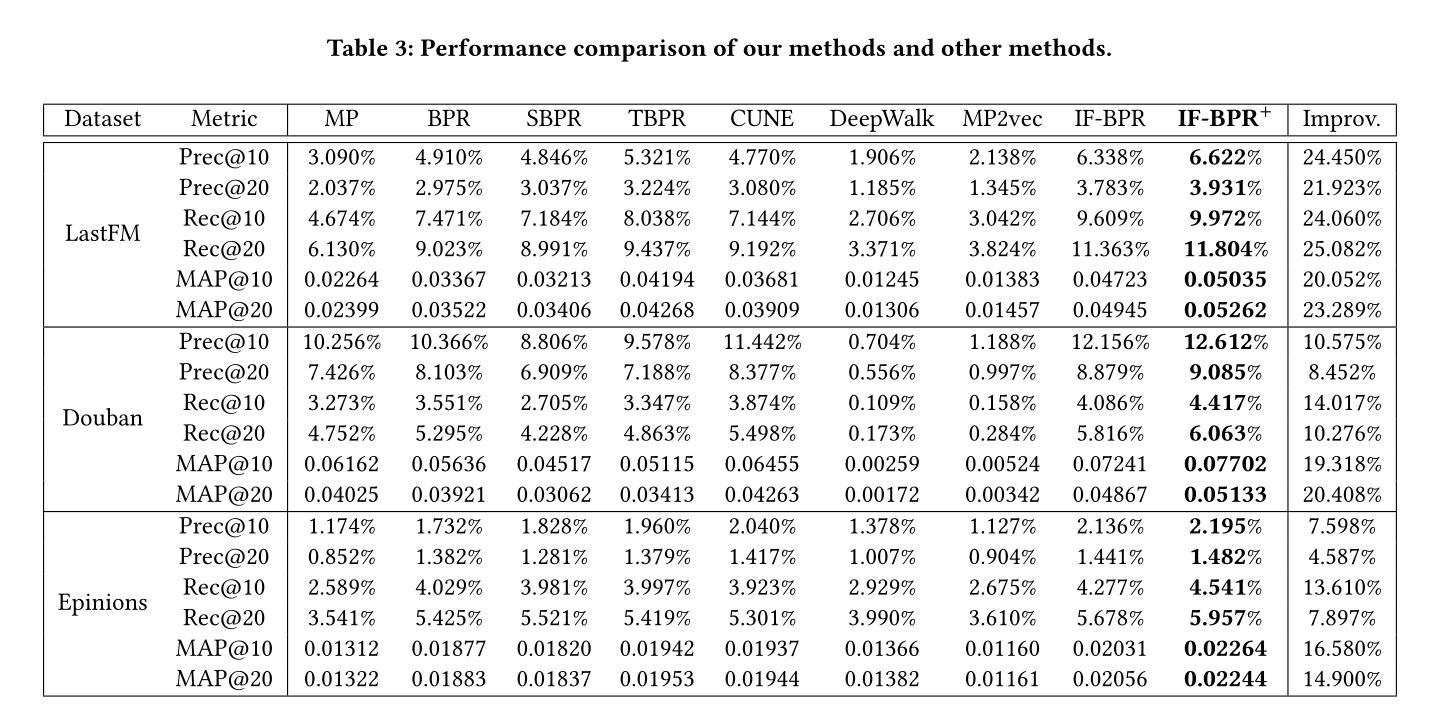 Table 3: Performance comparison of our methods and other methods.
Dataset Metric MP BPR SBPR TBPR CUNE DeepWalk MP2vec IF-BPR IF-BPR+ Improv.
LastFM
Prec@10 3.090% 4.910% 4.846% 5.321% 4.770% 1.906% 2.138% 6.338% 6.622% 24.450%
Prec@20 2.037% 2.975% 3.037% 3.224% 3.080% 1.185% 1.345% 3.783% 3.931% 21.923%
Rec@10 4.674% 7.471% 7.184% 8.038% 7.144% 2.706% 3.042% 9.609% 9.972% 24.060%
Rec@20 6.130% 9.023% 8.991% 9.437% 9.192% 3.371% 3.824% 11.363% 11.804% 25.082%
MAP@10 0.02264 0.03367 0.03213 0.04194 0.03681 0.01245 0.01383 0.04723 0.05035 20.052%
MAP@20 0.02399 0.03522 0.03406 0.04268 0.03909 0.01306 0.01457 0.04945 0.05262 23.289%
Douban
Prec@10 10.256% 10.366% 8.806% 9.578% 11.442% 0.704% 1.188% 12.156% 12.612% 10.575%
Prec@20 7.426% 8.103% 6.909% 7.188% 8.377% 0.556% 0.997% 8.879% 9.085% 8.452%
Rec@10 3.273% 3.551% 2.705% 3.347% 3.874% 0.109% 0.158% 4.086% 4.417% 14.017%
Rec@20 4.752% 5.295% 4.228% 4.863% 5.498% 0.173% 0.284% 5.816% 6.063% 10.276%
MAP@10 0.06162 0.05636 0.04517 0.05115 0.06455 0.00259 0.00524 0.07241 0.07702 19.318%
MAP@20 0.04025 0.03921 0.03062 0.03413 0.04263 0.00172 0.00342 0.04867 0.05133 20.408%
Epinions
Prec@10 1.174% 1.732% 1.828% 1.960% 2.040% 1.378% 1.127% 2.136% 2.195% 7.598%
Prec@20 0.852% 1.382% 1.281% 1.379% 1.417% 1.007% 0.904% 1.441% 1.482% 4.587%
Rec@10 2.589% 4.029% 3.981% 3.997% 3.923% 2.929% 2.675% 4.277% 4.541% 13.610%
Rec@20 3.541% 5.425% 5.521% 5.419% 5.301% 3.990% 3.610% 5.678% 5.957% 7.897%
MAP@10 0.01312 0.01877 0.01820 0.01942 0.01937 0.01366 0.01160 0.02031 0.02264 16.580%
MAP@20 0.01322 0.01883 0.01837 0.01953 0.01944 0.01382 0.01161 0.02056 0.02244 14.900%